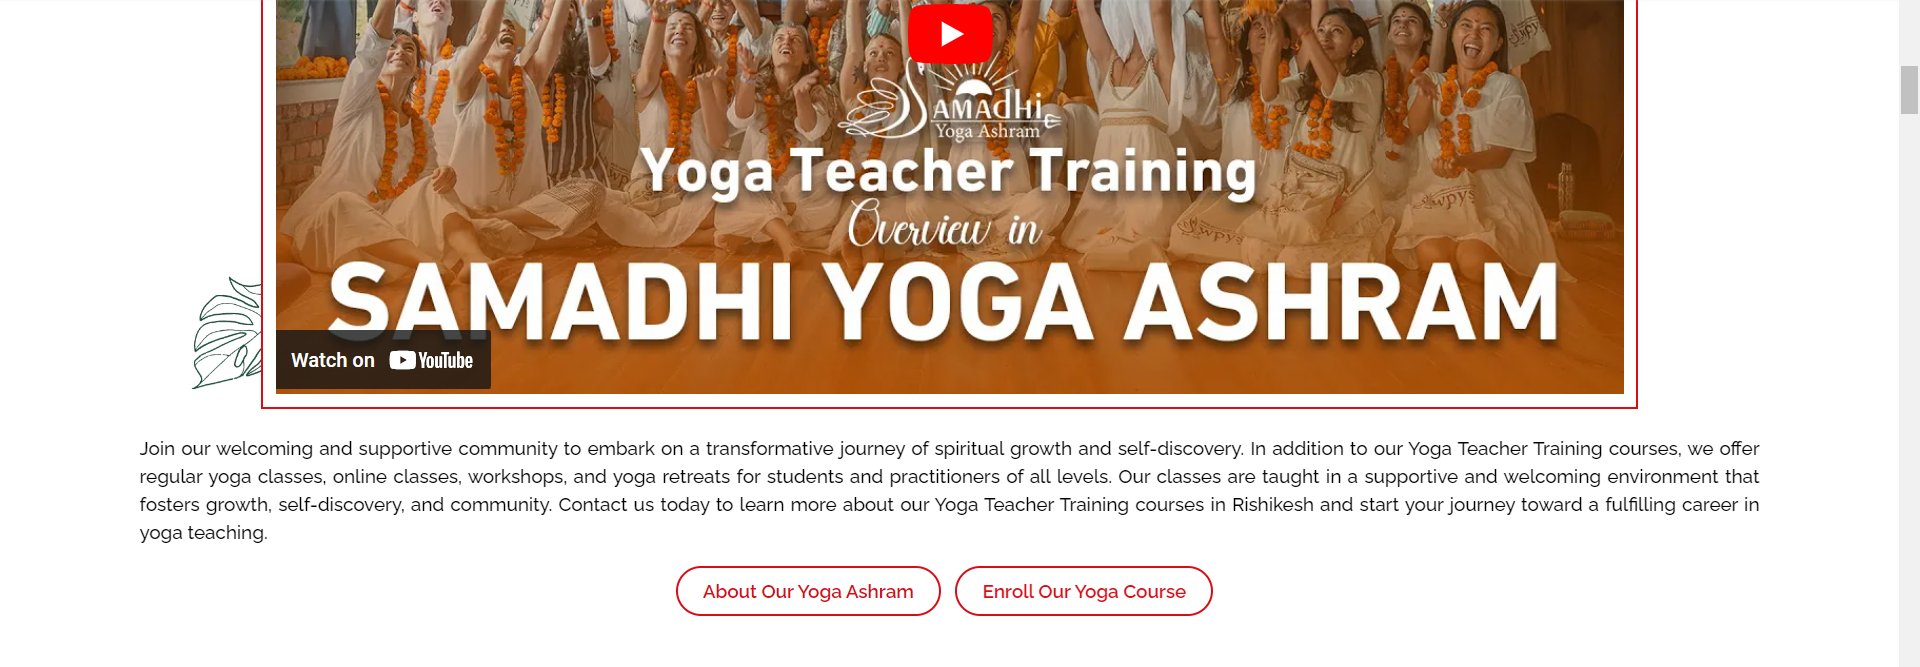 SAMADHI
Yoga Ashram
Yoga Teacher Training
Overview in
SAMADHI YOGA ASHRAM
Watch on YouTube
Join our welcoming and supportive community to embark on a transformative journey of spiritual growth and self-discovery. In addition to our Yoga Teacher Training courses, we offer
regular yoga classes, online classes, workshops, and yoga retreats for students and practitioners of all levels. Our classes are taught in a supportive and welcoming environment that
fosters growth, self-discovery, and community. Contact us today to learn more about our Yoga Teacher Training courses in Rishikesh and start your journey toward a fulfilling career in
yoga teaching.
About Our Yoga Ashram
Enroll Our Yoga Course